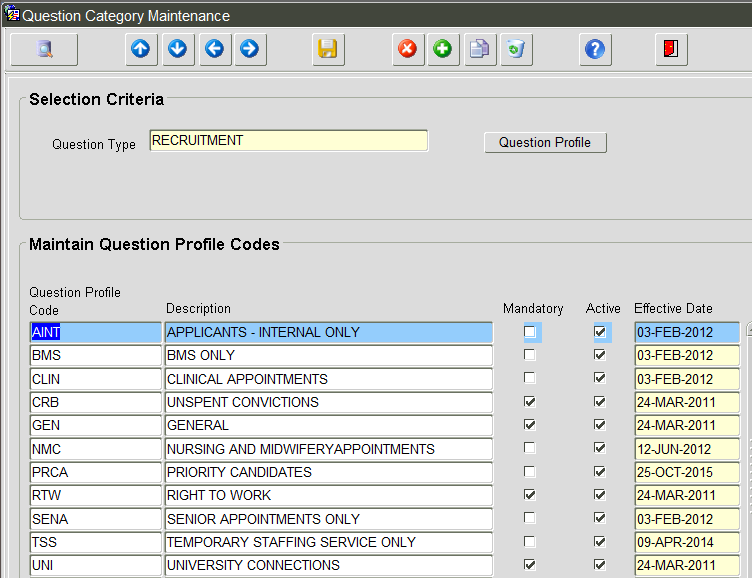 Question Category Maintenance
Selection Criteria
Question Type RECRUITMENT Question Profile
Maintain Question Profile Codes
Question Profile
Code Description Mandatory Active Effective Date
AINT APPLICANTS - INTERNAL ONLY 03-FEB-2012
BMS BMS ONLY 03-FEB-2012
CLIN CLINICAL APPOINTMENTS 03-FEB-2012
CRB UNSPENT CONVICTIONS 24-MAR-2011
GEN GENERAL 24-MAR-2011
NMC NURSING AND MIDWIFERYAPPOINTMENTS 12-JUN-2012
PRCA PRIORITY CANDIDATES 25-OCT-2015
RTW RIGHT TO WORK 24-MAR-2011
SENA SENIOR APPOINTMENTS ONLY 03-FEB-2012
TSS TEMPORARY STAFFING SERVICE ONLY 09-APR-2014
UNI UNIVERSITY CONNECTIONS 24-MAR-2011